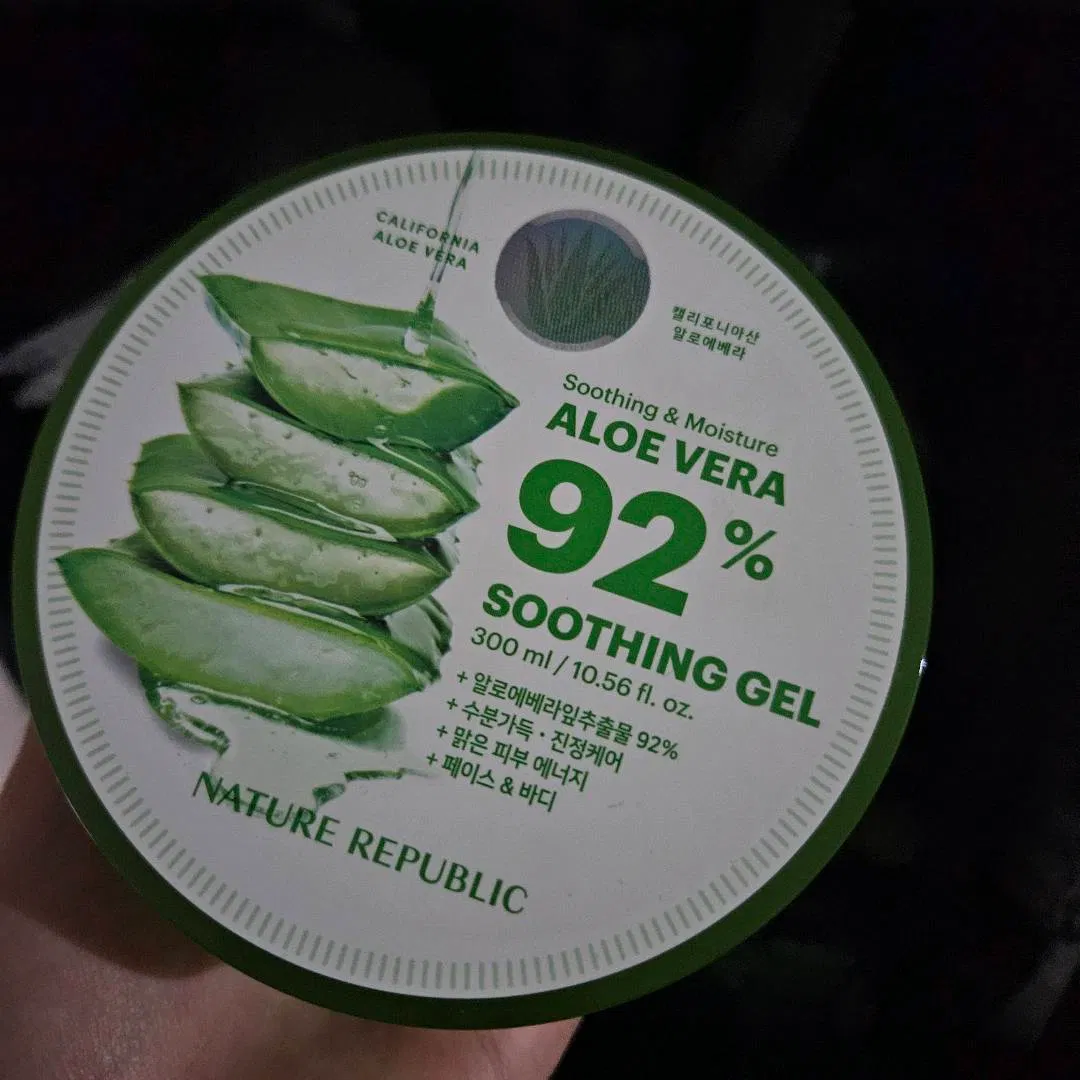 CALIFORNIA
ALOE VERA
캘리포니아산
알로에베라
Soothing & Moisture
ALOE VERA
92%
SOOTHING GEL
300 ml / 10.56 fl. oz.
+ 알로에베라잎추출물 92%
+ 수분가득 · 진정케어
+ 맑은 피부 에너지
+ 페이스 & 바디
NATURE REPUBLIC